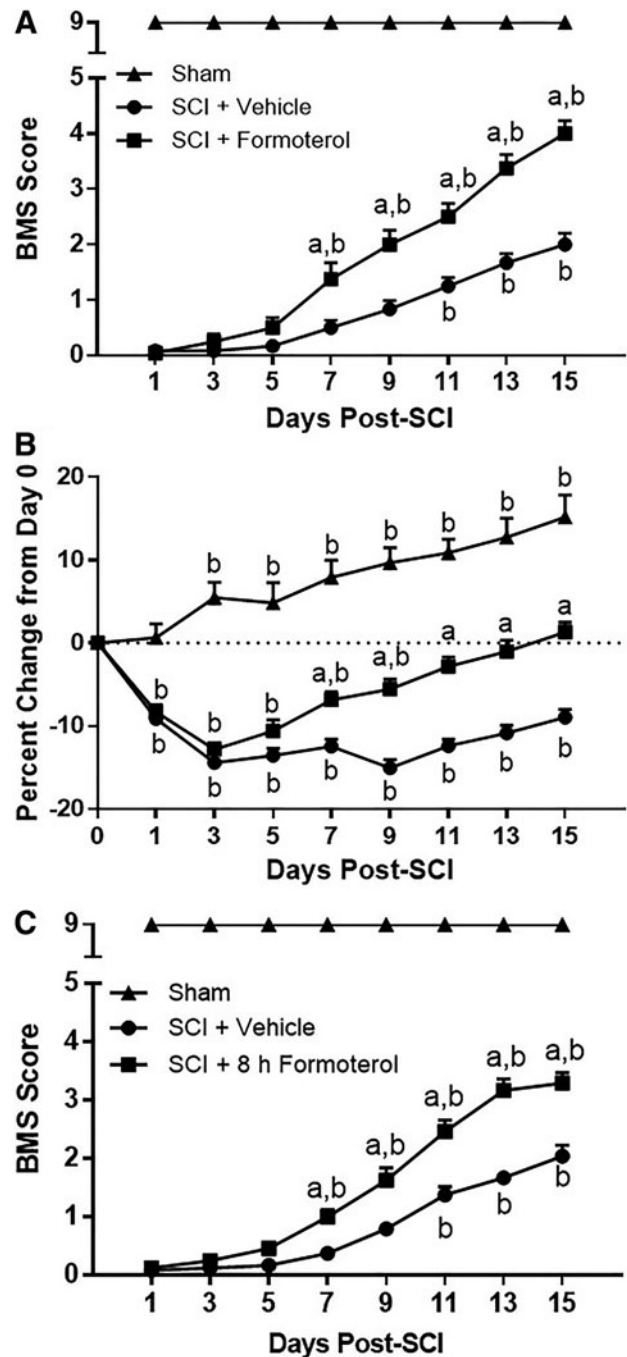 A
9
5
4
3
2
1
0
BMS Score
Sham
SCI + Vehicle
SCI + Formoterol
a,b
a,b
a,b
a,b
a,b
b
b
b
1 3 5 7 9 11 13 15
Days Post-SCI
B
20
10
0
-10
-20
Percent Change from Day 0
b b b b b b b
b b b a,b a,b a a a
b b b b b b b b
0 1 3 5 7 9 11 13 15
Days Post-SCI
C
9
5
4
3
2
1
0
BMS Score
Sham
SCI + Vehicle
SCI + 8 h Formoterol
a,b
a,b
a,b
a,b
a,b
b
b
b
1 3 5 7 9 11 13 15
Days Post-SCI